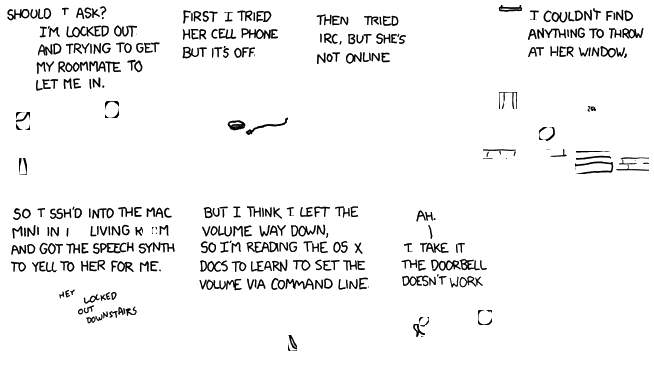 SHOULD I ASK?
I'M LOCKED OUT
AND TRYING TO GET
MY ROOMMATE TO
LET ME IN.
FIRST I TRIED
HER CELL PHONE
BUT IT'S OFF.
THEN TRIED
IRC, BUT SHE'S
NOT ONLINE
I COULDN'T FIND
ANYTHING TO THROW
AT HER WINDOW,
SO I SSH'D INTO THE MAC
MINI IN LIVING
AND GOT THE SPEECH SYNTH
TO YELL TO HER FOR ME.
HEY LOCKED
OUT
DOWNSTAIRS
BUT I THINK I LEFT THE
VOLUME WAY DOWN,
SO I'M READING THE OS X
DOCS TO LEARN TO SET THE
VOLUME VIA COMMAND LINE.
AH.
I TAKE IT
THE DOORBELL
DOESN'T WORK